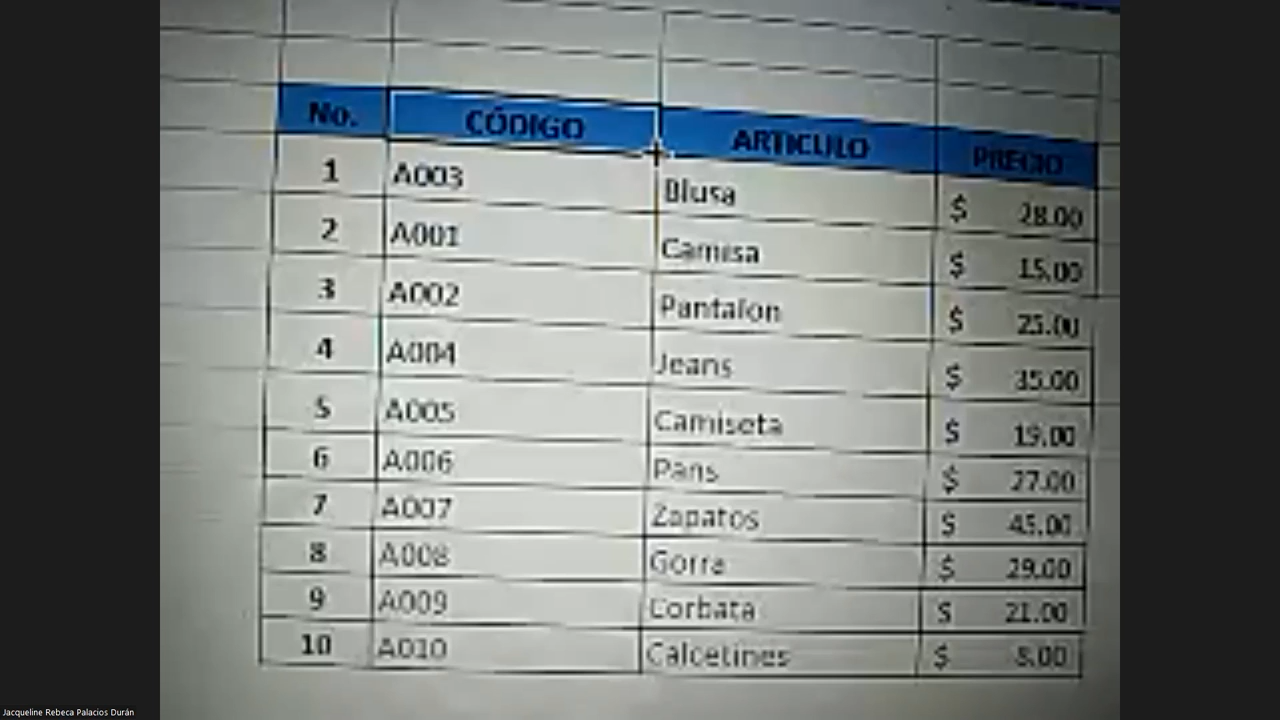 No. CÓDIGO ARTICULO PRECIO
1 A003 Blusa $ 28.00
2 A001 Camisa $ 15.00
3 A002 Pantalon $ 25.00
4 A004 Jeans $ 35.00
5 A005 Camiseta $ 19.00
6 A006 Pans $ 27.00
7 A007 Zapatos $ 45.00
8 A008 Gorra $ 29.00
9 A009 Corbata $ 21.00
10 A010 Calcetines $ 8.00
Jacqueline Rebeca Palacios Durán